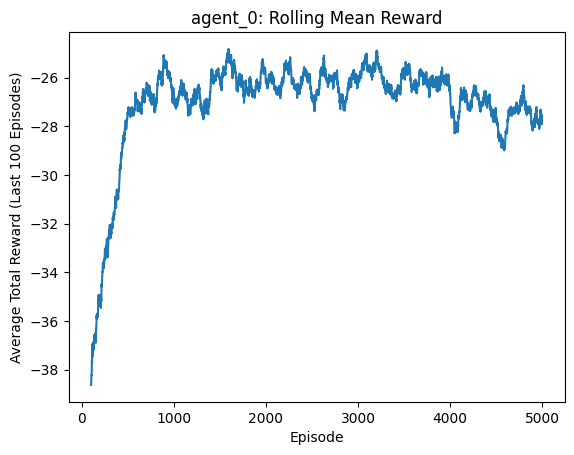 agent_0: Rolling Mean Reward
Average Total Reward (Last 100 Episodes)
−26
−28
−30
−32
−34
−36
−38
0 1000 2000 3000 4000 5000
Episode